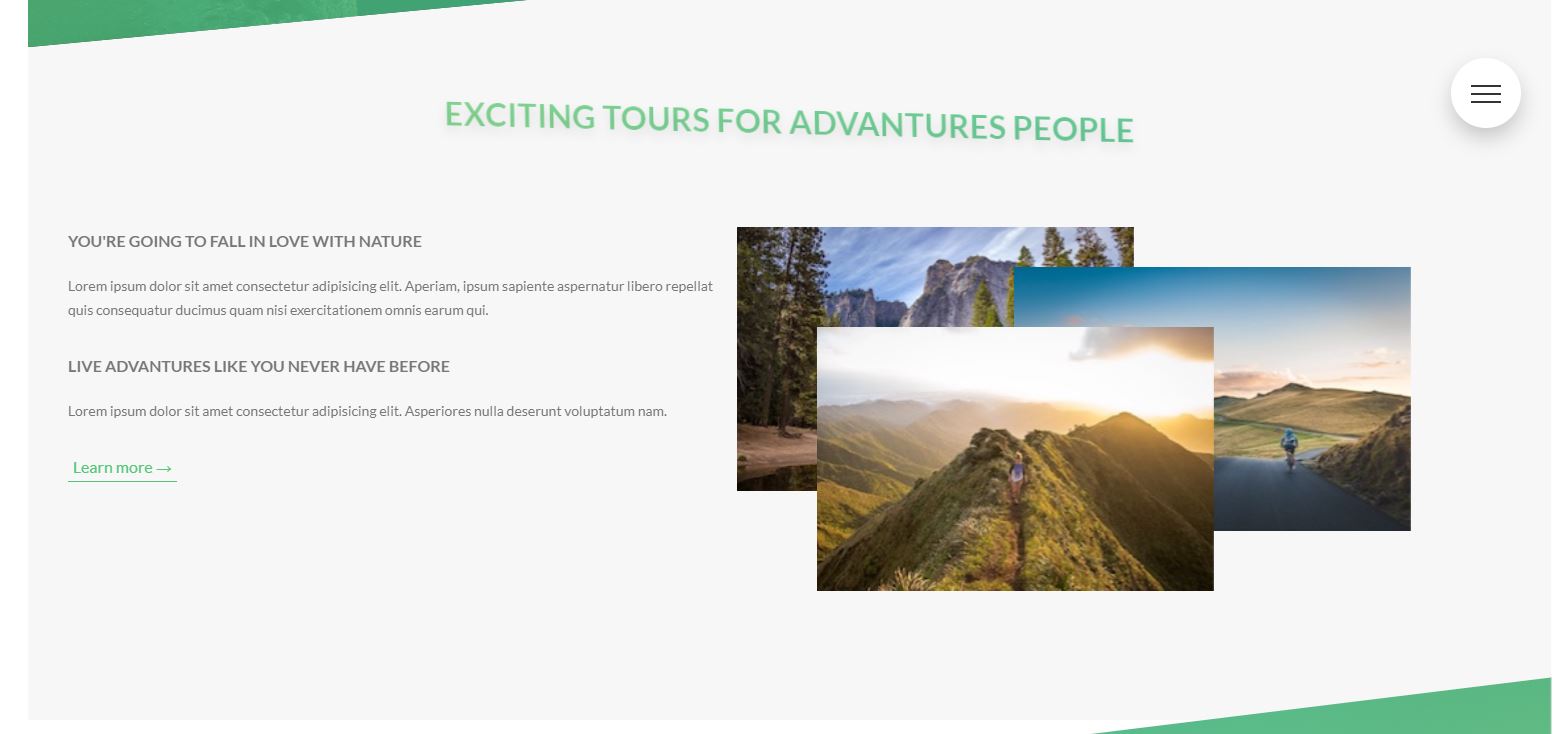 EXCITING TOURS FOR ADVANTURES PEOPLE
YOU'RE GOING TO FALL IN LOVE WITH NATURE
Lorem ipsum dolor sit amet consectetur adipisicing elit. Aperiam, ipsum sapiente aspernatur libero repellat
quis consequatur ducimus quam nisi exercitationem omnis earum qui.
LIVE ADVANTURES LIKE YOU NEVER HAVE BEFORE
Lorem ipsum dolor sit amet consectetur adipisicing elit. Asperiores nulla deserunt voluptatum nam.
Learn more →